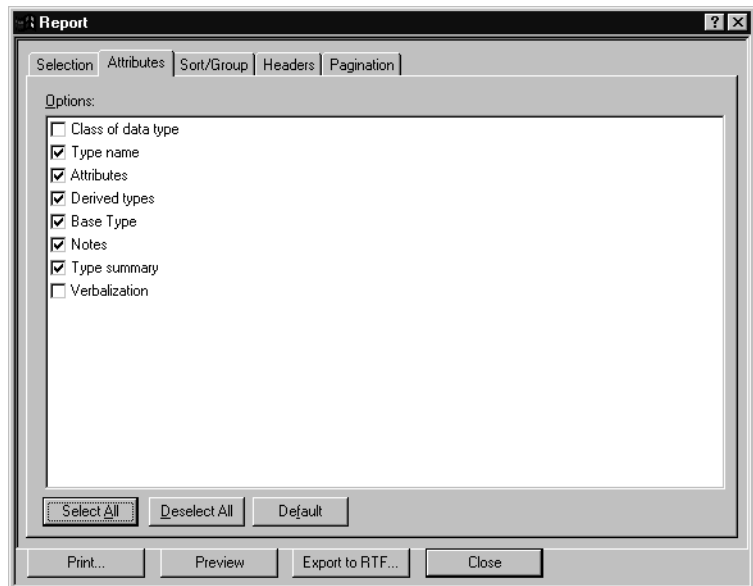 Report
Selection Attributes Sort/Group Headers Pagination
Options:
Class of data type
Type name
Attributes
Derived types
Base Type
Notes
Type summary
Verbalization
Select All Deselect All Default
Print... Preview Export to RTF... Close